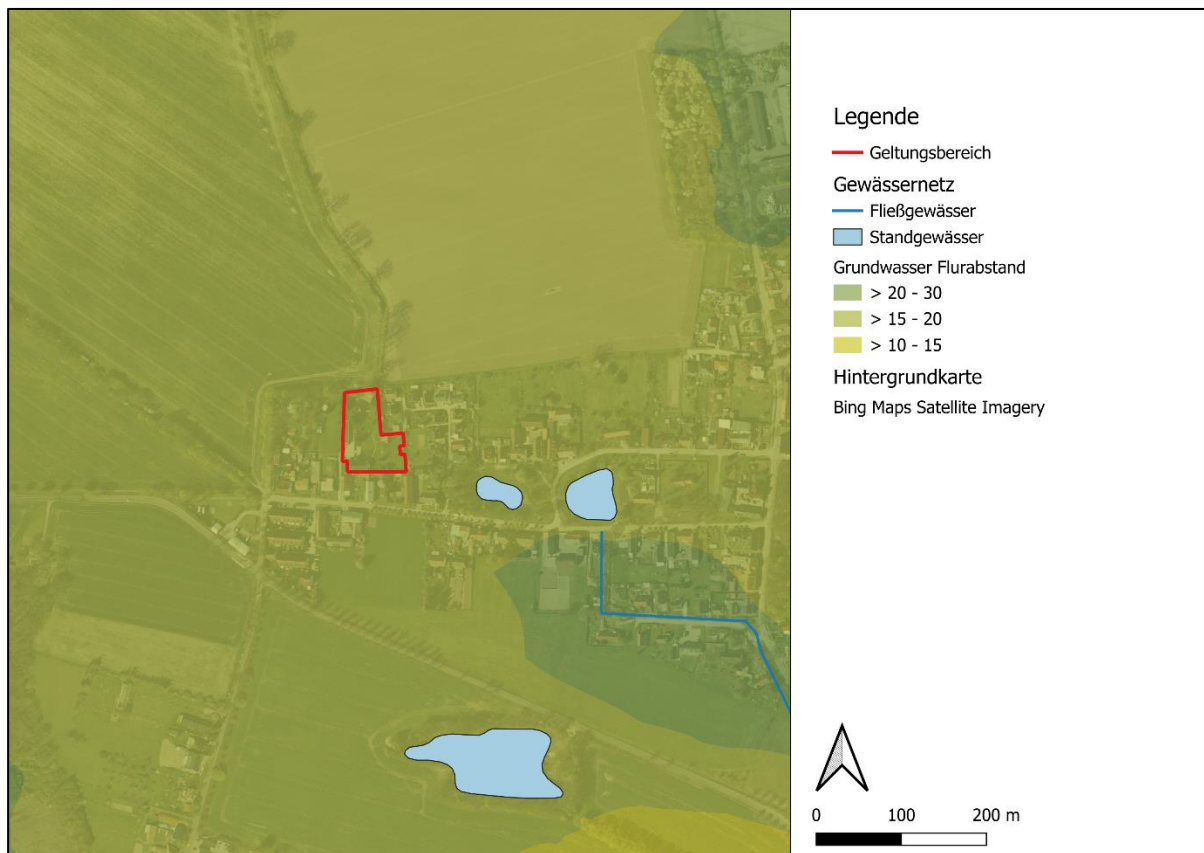 Legende
Geltungsbereich
Gewässernetz
Fließgewässer
Standgewässer
Grundwasser Flurabstand
> 20 - 30
> 15 - 20
> 10 - 15
Hintergrundkarte
Bing Maps Satellite Imagery
0 100 200 m